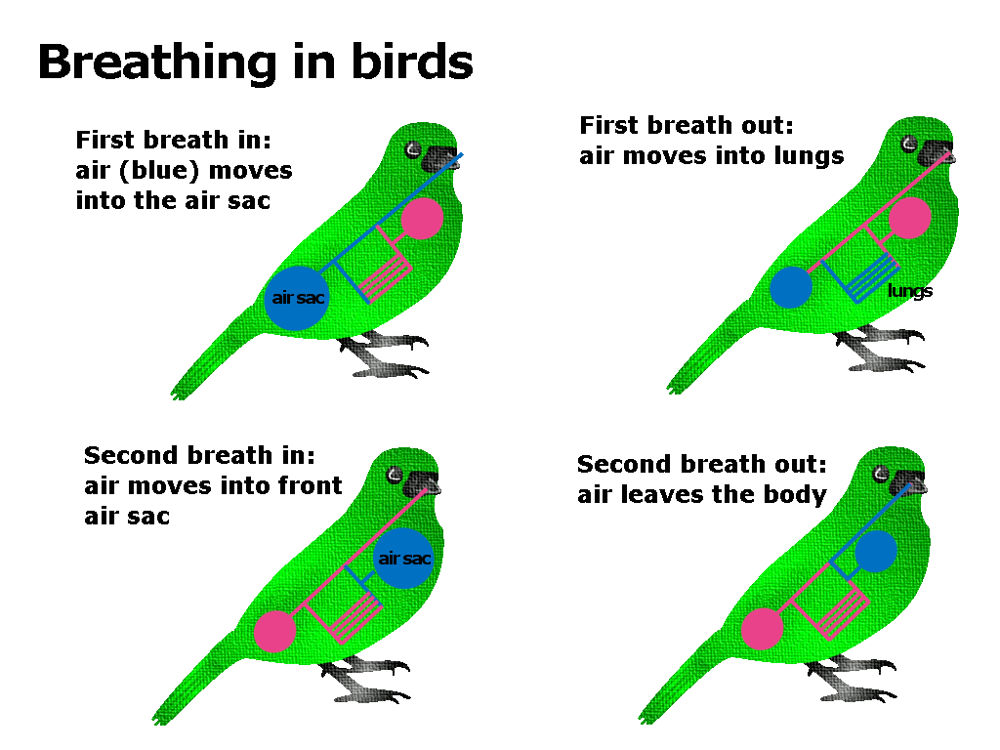 Breathing in birds
First breath in:
air (blue) moves
into the air sac
air sac
First breath out:
air moves into lungs
lungs
Second breath in:
air moves into front
air sac
air sac
Second breath out:
air leaves the body